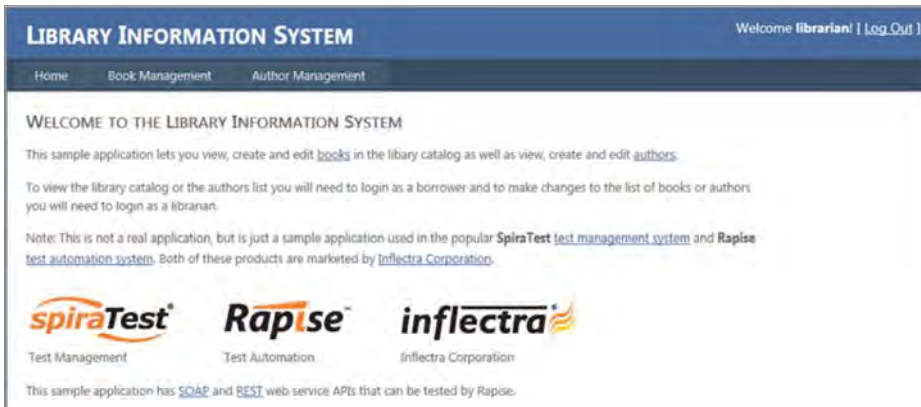 LIBRARY INFORMATION SYSTEM
Welcome librarian! [ Log Out ]
Home Book Management Author Management
WELCOME TO THE LIBRARY INFORMATION SYSTEM
This sample application lets you view, create and edit books in the libary catalog as well as view, create and edit authors.
To view the library catalog or the authors list you will need to login as a borrower and to make changes to the list of books or authors
you will need to login as a librarian.
Note: This is not a real application, but is just a sample application used in the popular SpiraTest test management system and Rapise
test automation system. Both of these products are marketed by Inflectra Corporation.
spiraTest® Rapise™ inflectra®
Test Management Test Automation Inflectra Corporation
This sample application has SOAP and REST web service APIs that can be tested by Rapise.